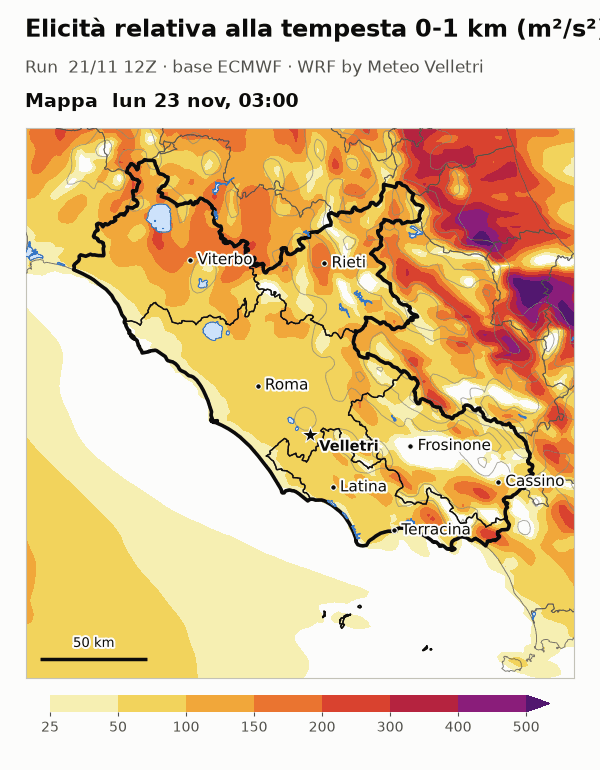 Elicità relativa alla tempesta 0-1 km (m²/s²)
Run 21/11 12Z · base ECMWF · WRF by Meteo Velletri
Mappa lun 23 nov, 03:00
Viterbo
Rieti
Roma
Velletri
Frosinone
Cassino
Latina
Terracina
50 km
25 50 100 150 200 300 400 500